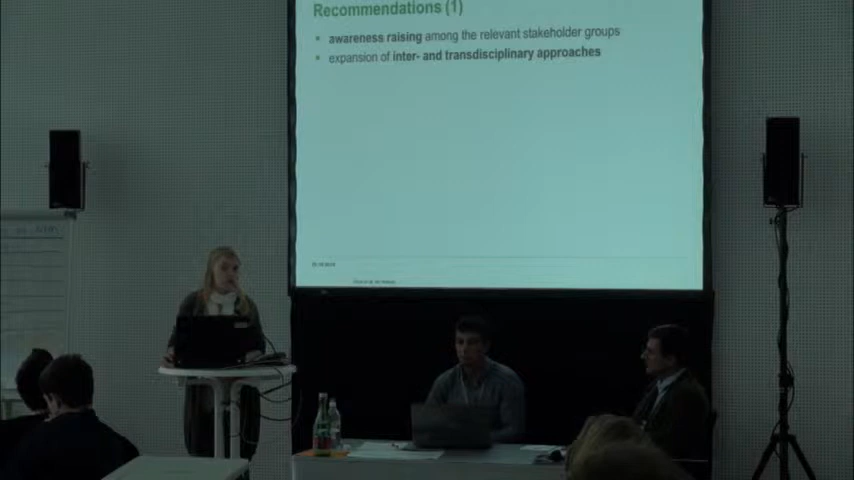 Recommendations (1)
awareness raising among the relevant stakeholder groups
expansion of inter- and transdisciplinary approaches